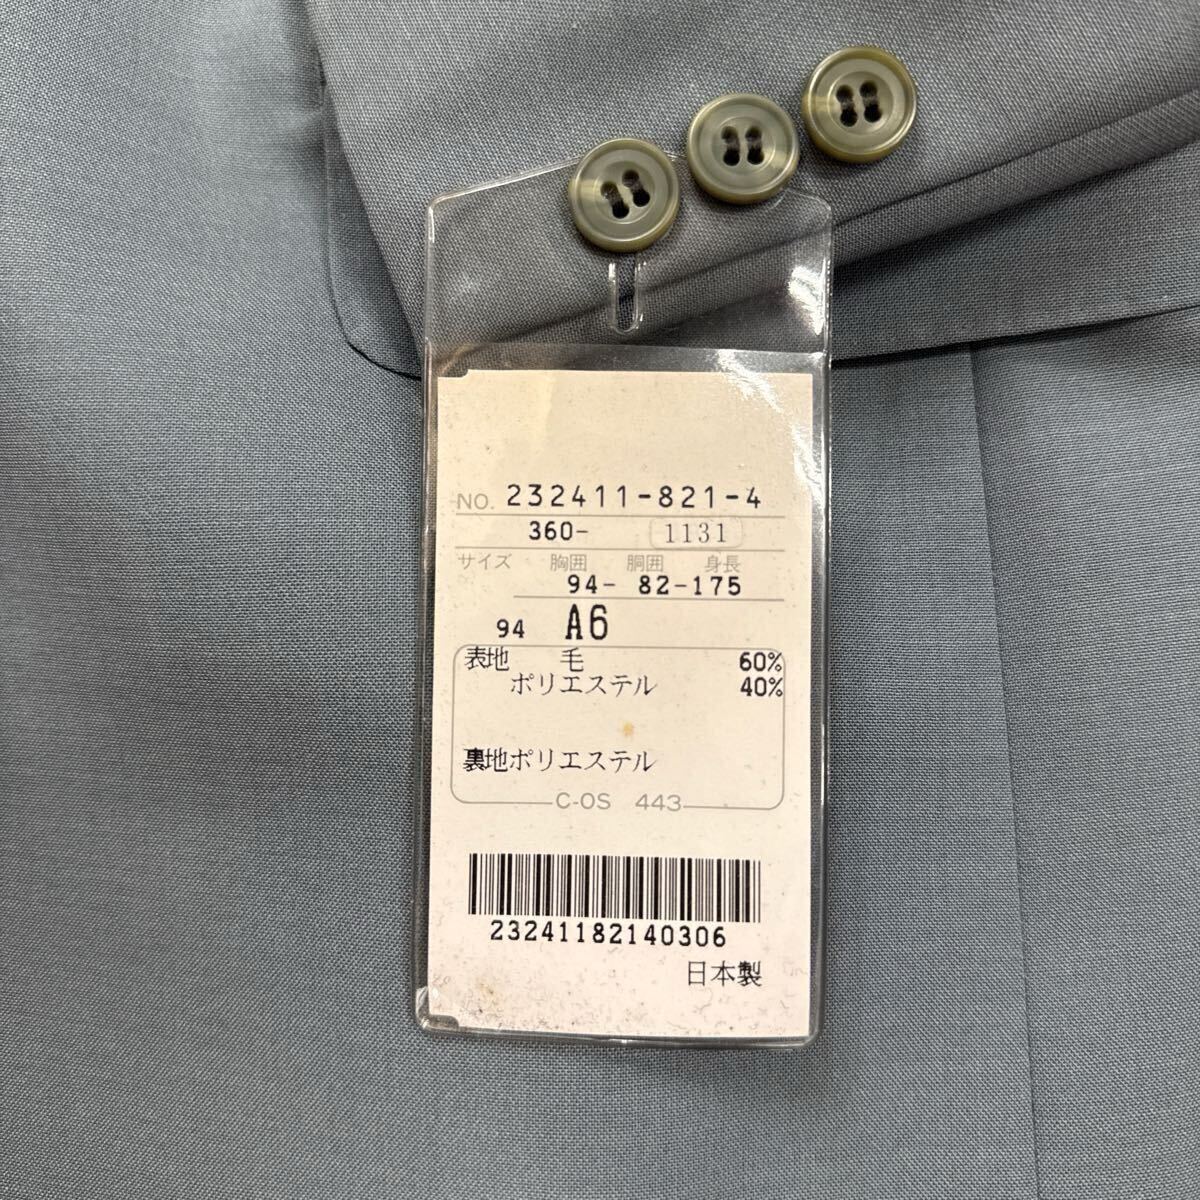 NO. 232411-821-4
360- 1131
サイズ 胸囲 胴囲 身長
94- 82-175
94 A6
表地 毛 60%
ポリエステル 40%
裏地ポリエステル
C-OS 443
23241182140306
日本製